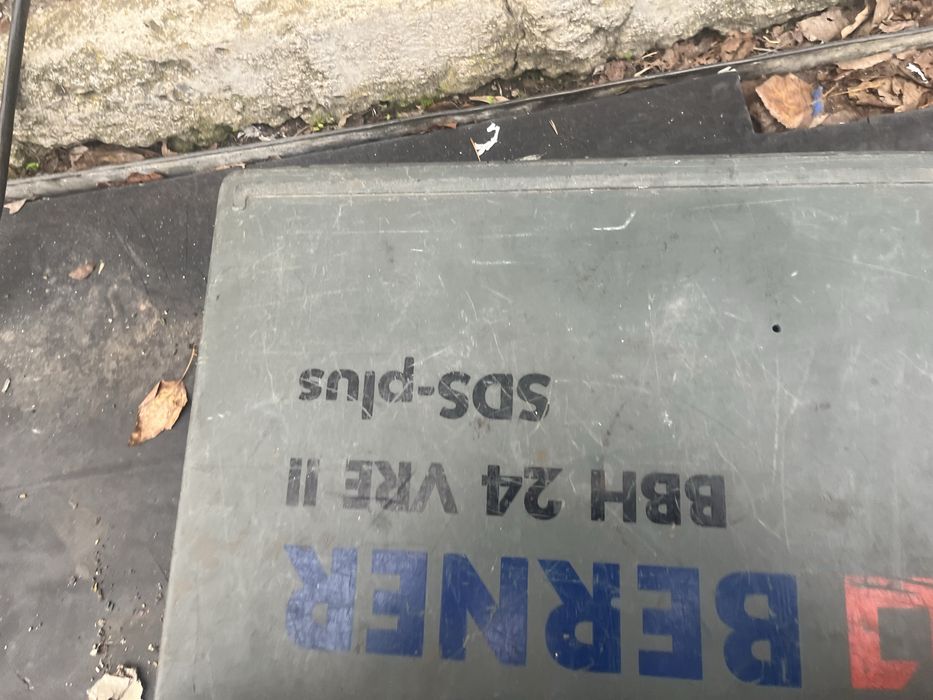 BERNER
BBH 24 VRE II
SDS-plus